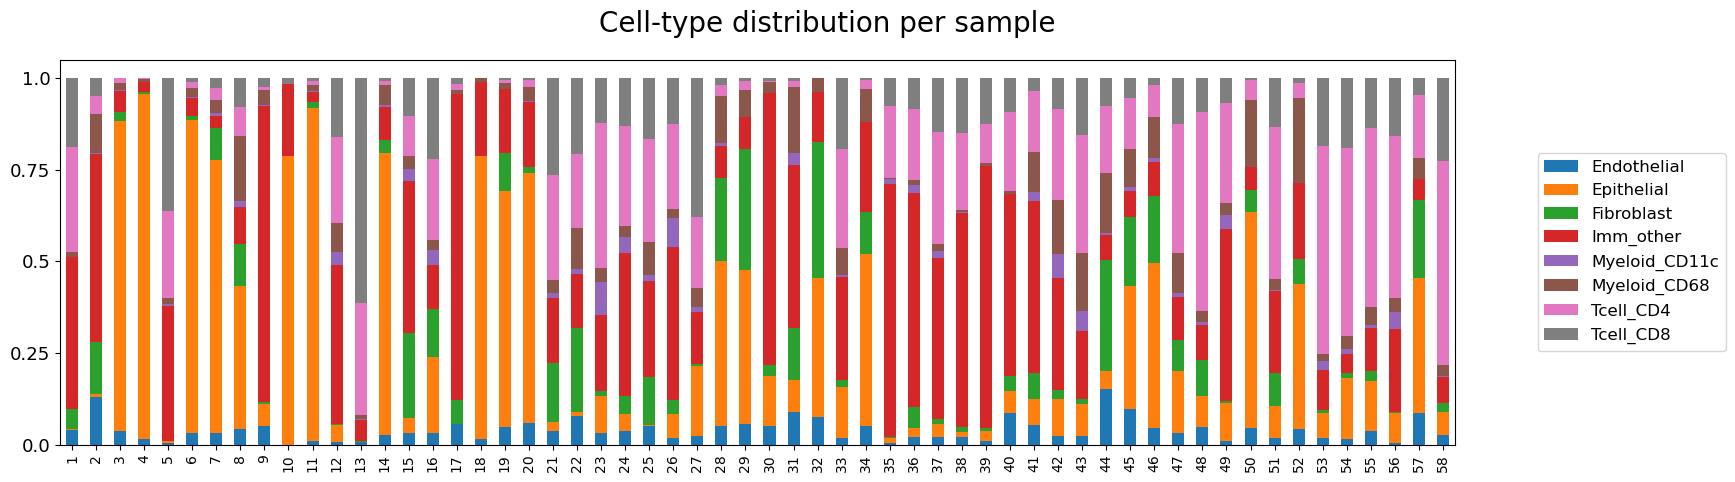 Cell-type distribution per sample
1.0
0.75
0.5
0.25
0.0
1 2 3 4 5 6 7 8 9 10 11 12 13 14 15 16 17 18 19 20 21 22 23 24 25 26 27 28 29 30 31 32 33 34 35 36 37 38 39 40 41 42 43 44 45 46 47 48 49 50 51 52 53 54 55 56 57 58
Endothelial
Epithelial
Fibroblast
Imm_other
Myeloid_CD11c
Myeloid_CD68
Tcell_CD4
Tcell_CD8